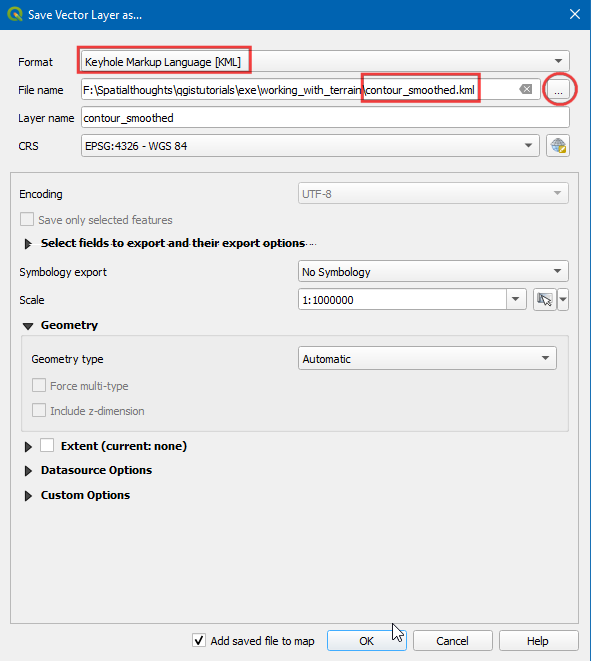 Save Vector Layer as...
Format Keyhole Markup Language [KML]
File name F:\Spatialthoughts\qgistutorials\exe\working_with_terrain\contour_smoothed.kml ...
Layer name contour_smoothed
CRS EPSG:4326 - WGS 84
Encoding UTF-8
Save only selected features
Select fields to export and their export options
Symbology export No Symbology
Scale 1:1000000
Geometry
Geometry type Automatic
Force multi-type
Include z-dimension
Extent (current: none)
Datasource Options
Custom Options
Add saved file to map OK Cancel Help